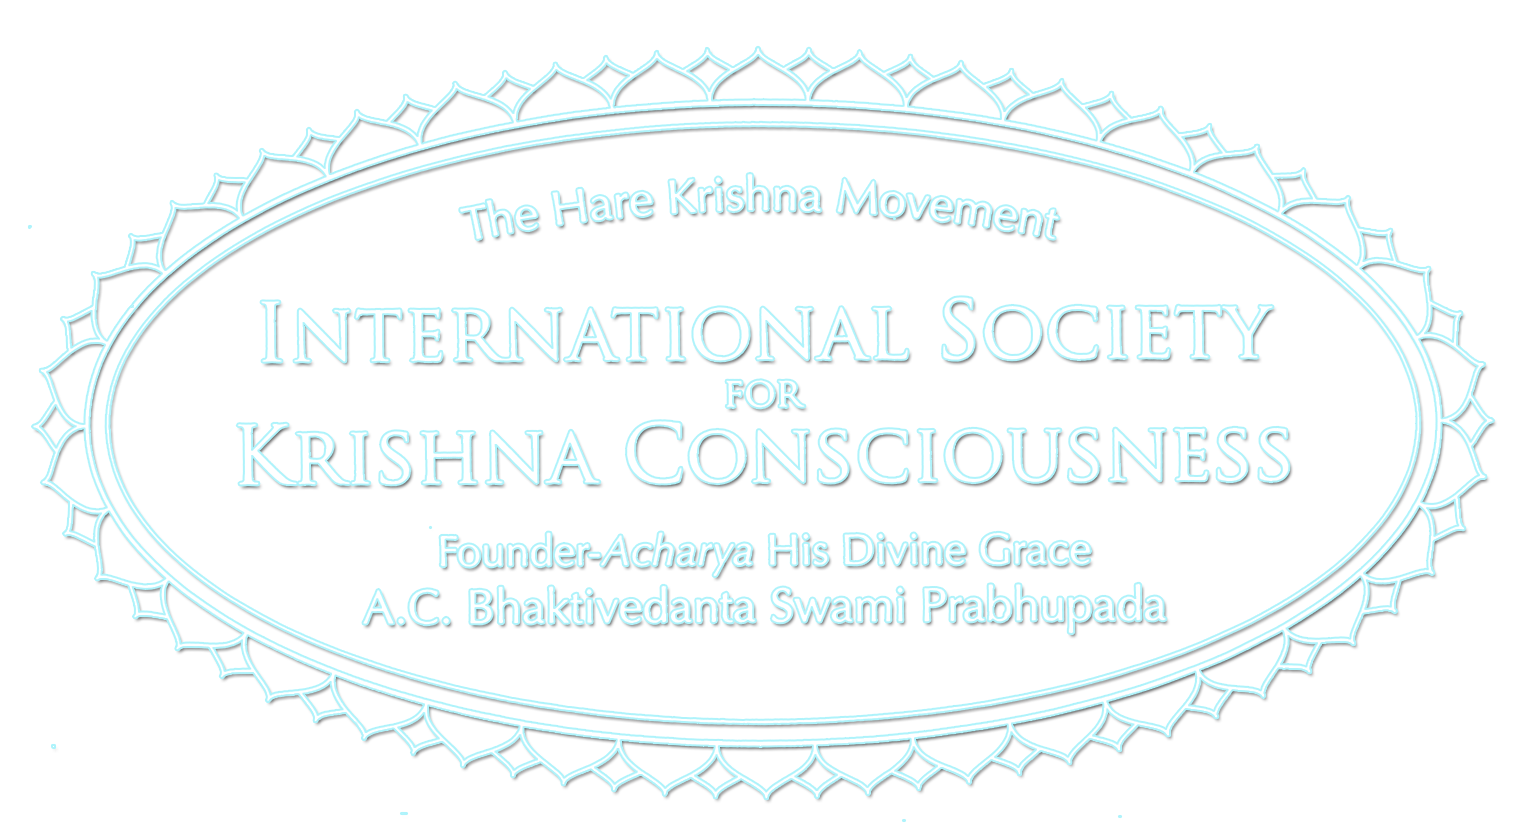 The Hare Krishna Movement
INTERNATIONAL SOCIETY
FOR
KRISHNA CONSCIOUSNESS
Founder-Acharya His Divine Grace
A.C. Bhaktivedanta Swami Prabhupada